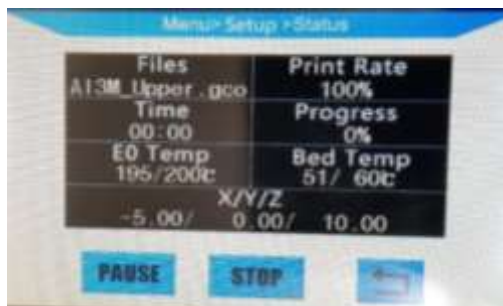 Menu> Setup >Status
Files Print Rate
AI3M_Upper.gco 100%
Time Progress
00:00 0%
E0 Temp Bed Temp
195/200℃ 51/ 60℃
X/Y/Z
-5.00/ 0.00/ 10.00
PAUSE STOP